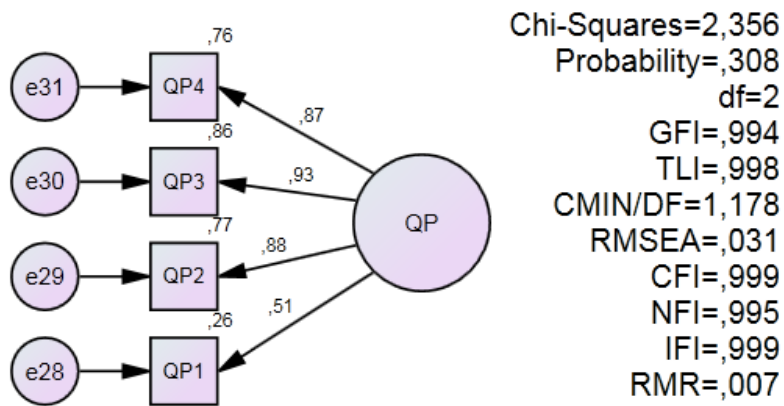 ,76
e31
QP4
,87
,86
e30
QP3
,93
QP
,77
e29
QP2
,88
,26
,51
e28
QP1
Chi-Squares=2,356
Probability=,308
df=2
GFI=,994
TLI=,998
CMIN/DF=1,178
RMSEA=,031
CFI=,999
NFI=,995
IFI=,999
RMR=,007